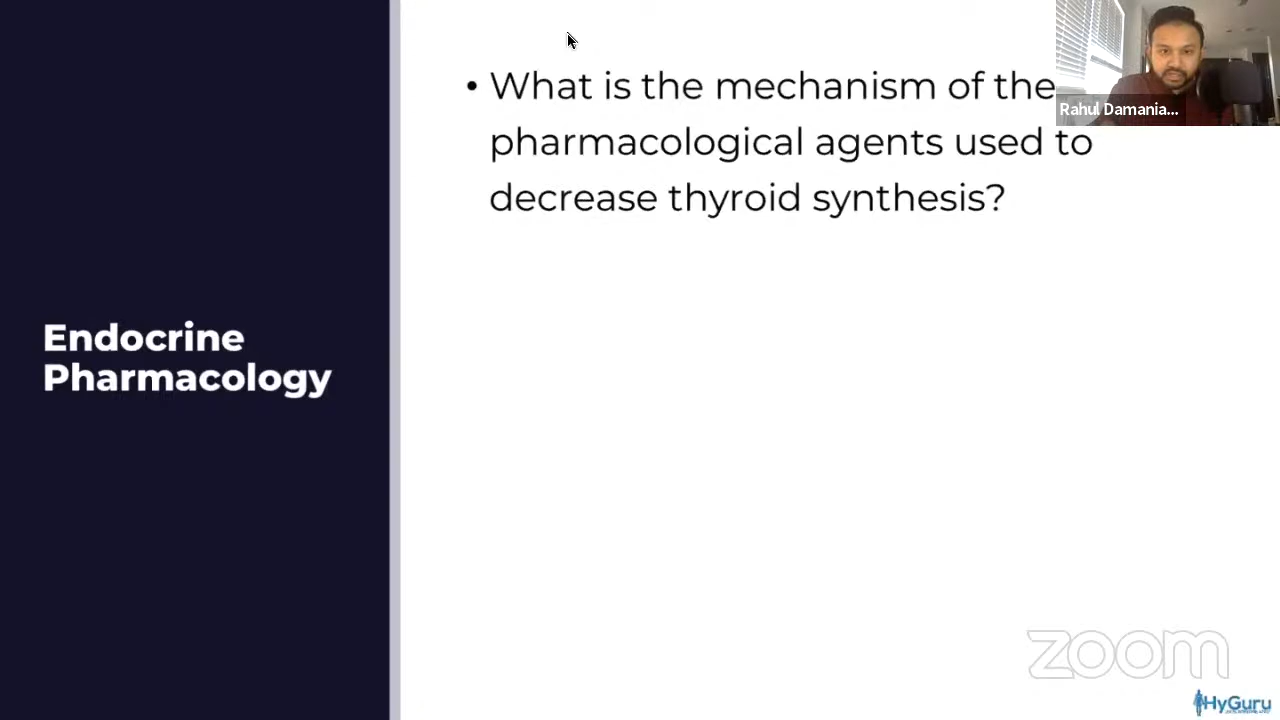 • What is the mechanism of the
pharmacological agents used to
decrease thyroid synthesis?
Rahul Damania...
Endocrine
Pharmacology
zoom
HyGuru